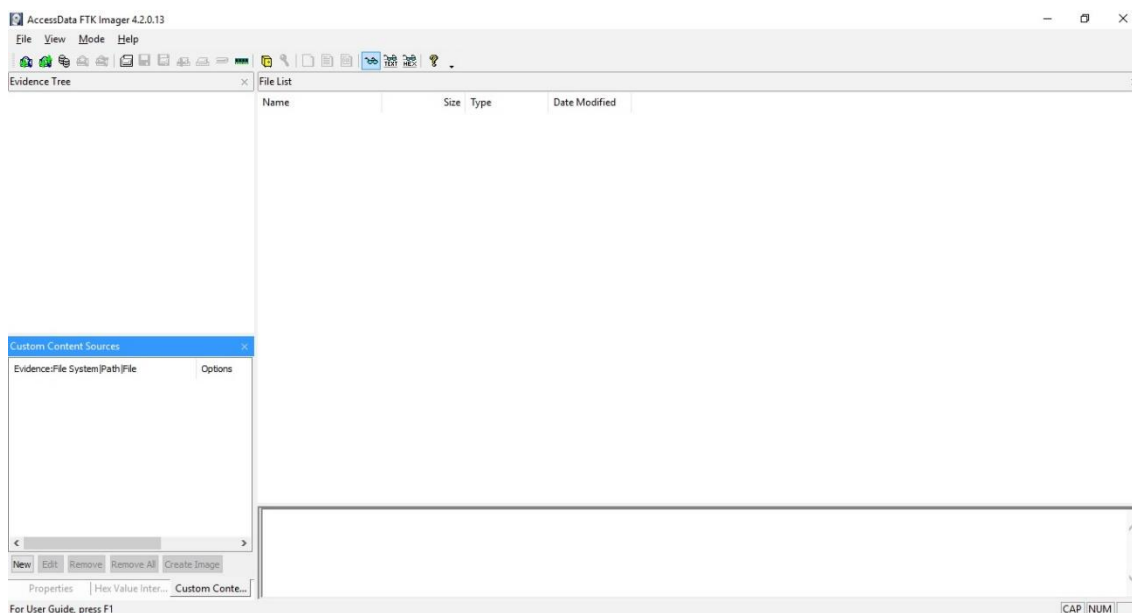 AccessData FTK Imager 4.2.0.13
File View Mode Help
TEXT HEX
Evidence Tree
File List
Name Size Type Date Modified
Custom Content Sources
Evidence:File System|Path|File Options
New Edit Remove Remove All Create Image
Properties Hex Value Inter... Custom Conte...
For User Guide, press F1
CAP NUM